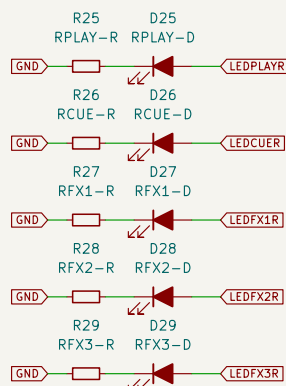 R25 D25
RPLAY-R RPLAY-D
GND LEDPLAYR
R26 D26
RCUE-R RCUE-D
GND LEDCUER
R27 D27
RFX1-R RFX1-D
GND LEDFX1R
R28 D28
RFX2-R RFX2-D
GND LEDFX2R
R29 D29
RFX3-R RFX3-D
GND LEDFX3R